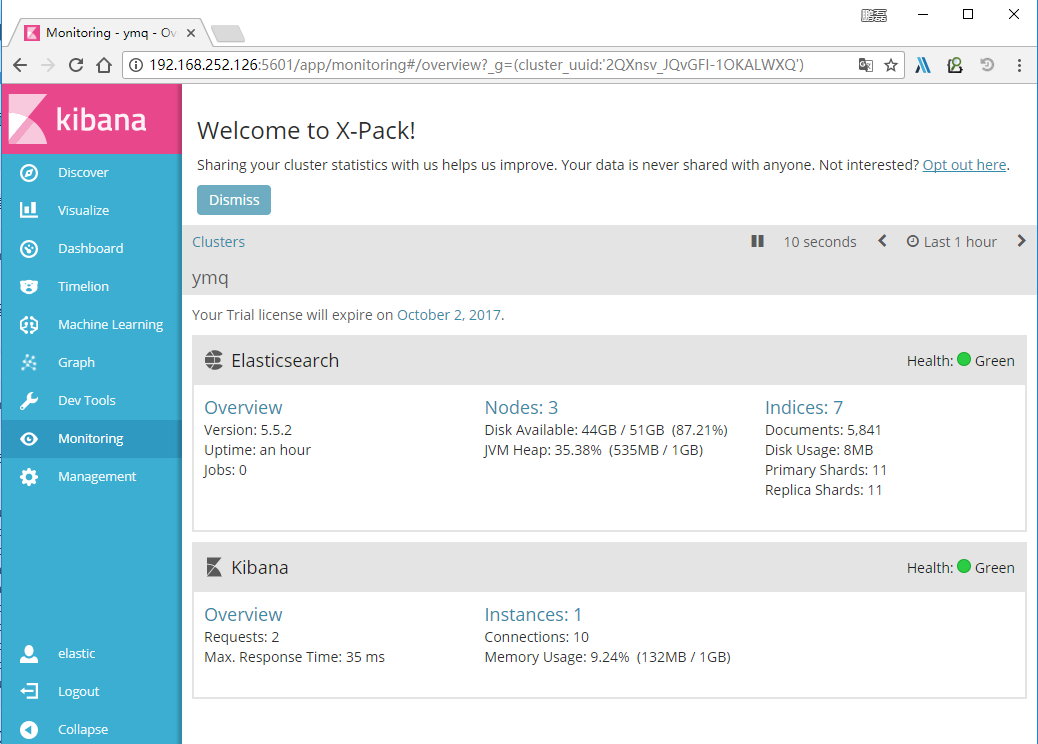 鹏磊
Monitoring - ymq - Ov
192.168.252.126:5601/app/monitoring#/overview?_g=(cluster_uuid:'2QXnsv_JQvGFI-1OKALWXQ')
kibana
Discover
Visualize
Dashboard
Timelion
Machine Learning
Graph
Dev Tools
Monitoring
Management
elastic
Logout
Collapse
Welcome to X-Pack!
Sharing your cluster statistics with us helps us improve. Your data is never shared with anyone. Not interested? Opt out here.
Dismiss
Clusters
10 seconds
Last 1 hour
ymq
Your Trial license will expire on October 2, 2017.
Elasticsearch
Health: Green
Overview
Version: 5.5.2
Uptime: an hour
Jobs: 0
Nodes: 3
Disk Available: 44GB / 51GB (87.21%)
JVM Heap: 35.38% (535MB / 1GB)
Indices: 7
Documents: 5,841
Disk Usage: 8MB
Primary Shards: 11
Replica Shards: 11
Kibana
Health: Green
Overview
Requests: 2
Max. Response Time: 35 ms
Instances: 1
Connections: 10
Memory Usage: 9.24% (132MB / 1GB)